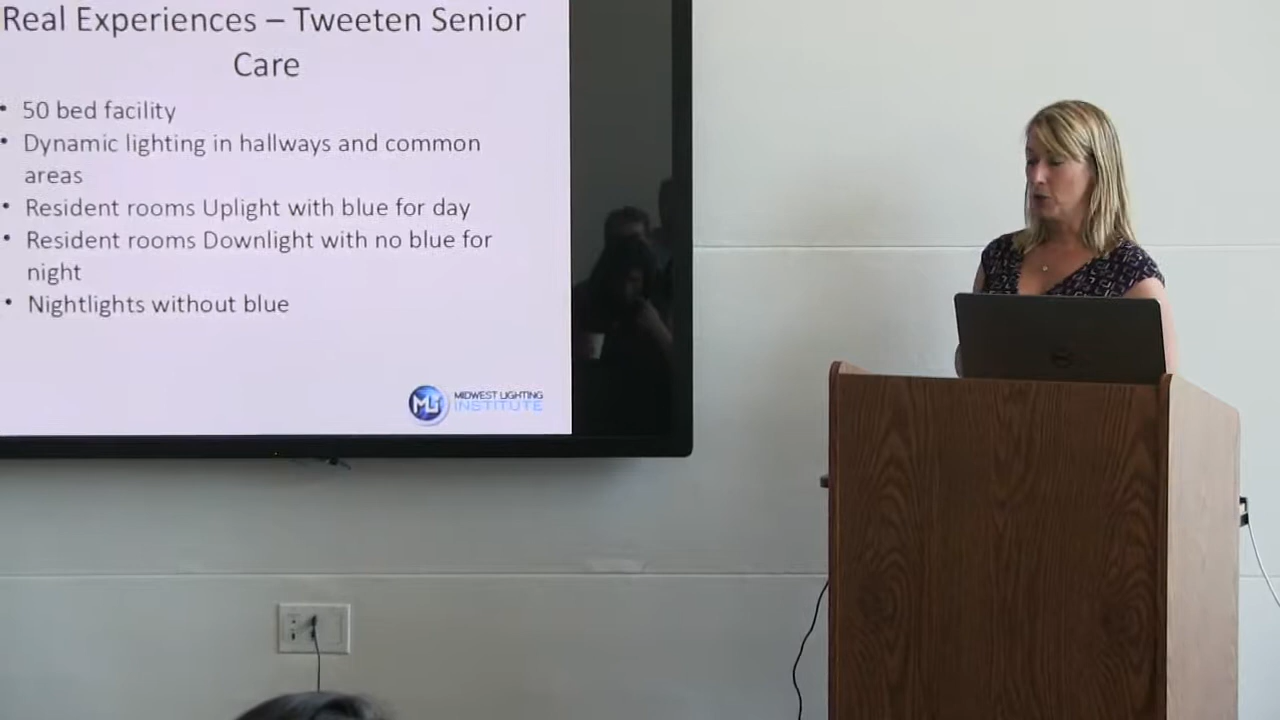 Real Experiences – Tweeten Senior
Care
• 50 bed facility
• Dynamic lighting in hallways and common
areas
• Resident rooms Uplight with blue for day
• Resident rooms Downlight with no blue for
night
• Nightlights without blue
MLi MIDWEST LIGHTING
INSTITUTE